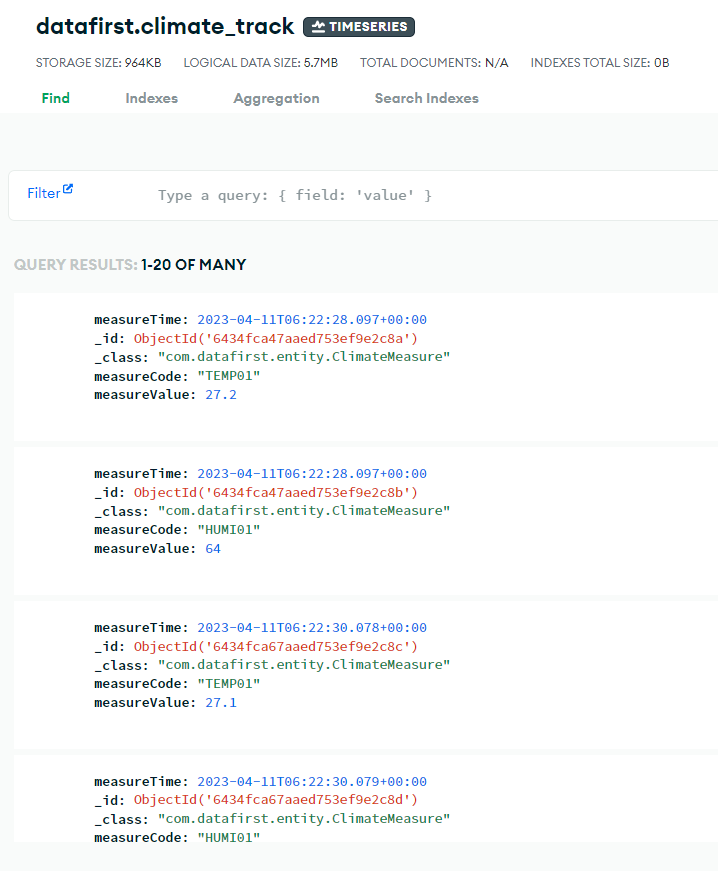 datafirst.climate_track TIMESERIES
STORAGE SIZE: 964KB LOGICAL DATA SIZE: 5.7MB TOTAL DOCUMENTS: N/A INDEXES TOTAL SIZE: 0B
Find Indexes Aggregation Search Indexes
Filter Type a query: { field: 'value' }
QUERY RESULTS: 1-20 OF MANY
measureTime: 2023-04-11T06:22:28.097+00:00
_id: ObjectId('6434fca47aaed753ef9e2c8a')
_class: "com.datafirst.entity.ClimateMeasure"
measureCode: "TEMP01"
measureValue: 27.2
measureTime: 2023-04-11T06:22:28.097+00:00
_id: ObjectId('6434fca47aaed753ef9e2c8b')
_class: "com.datafirst.entity.ClimateMeasure"
measureCode: "HUMI01"
measureValue: 64
measureTime: 2023-04-11T06:22:30.078+00:00
_id: ObjectId('6434fca67aaed753ef9e2c8c')
_class: "com.datafirst.entity.ClimateMeasure"
measureCode: "TEMP01"
measureValue: 27.1
measureTime: 2023-04-11T06:22:30.079+00:00
_id: ObjectId('6434fca67aaed753ef9e2c8d')
_class: "com.datafirst.entity.ClimateMeasure"
measureCode: "HUMI01"